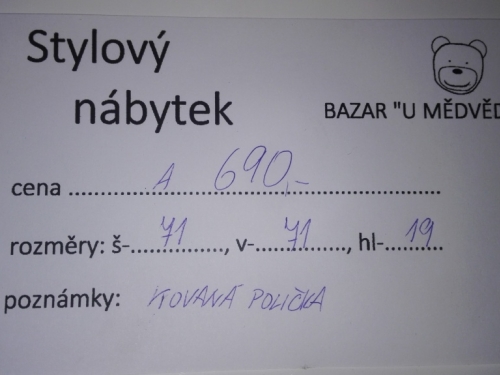 Stylový
nábytek
BAZAR "U MĚDVĚD
cena ......A 690,-......
rozměry: š-...71..., v-...71..., hl-..19..
poznámky: KOVANÁ POLIČKA